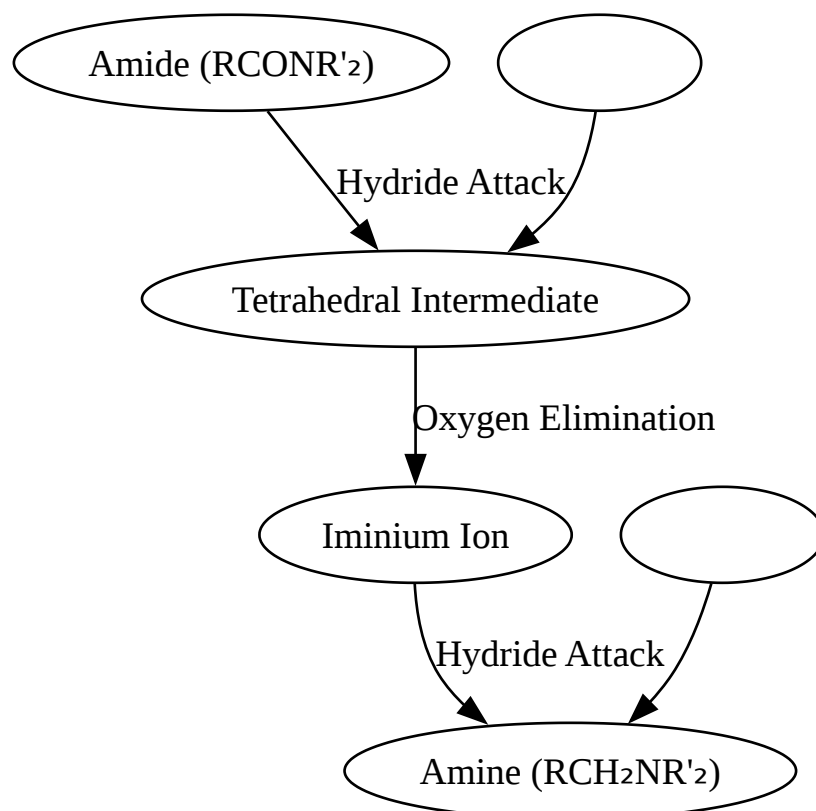 Amide (RCONR'₂)
Hydride Attack
Tetrahedral Intermediate
Oxygen Elimination
Iminium Ion
Hydride Attack
Amine (RCH₂NR'₂)